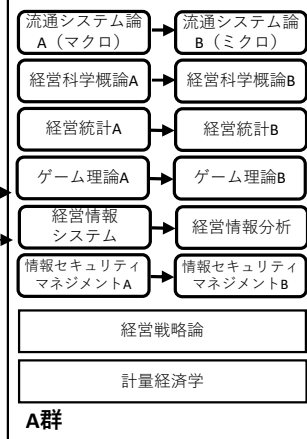 流通システム論
A（マクロ）
流通システム論
B（ミクロ）
経営科学概論A
経営科学概論B
経営統計A
経営統計B
ゲーム理論A
ゲーム理論B
経営情報
システム
経営情報分析
情報セキュリティ
マネジメントA
情報セキュリティ
マネジメントB
経営戦略論
計量経済学
A群